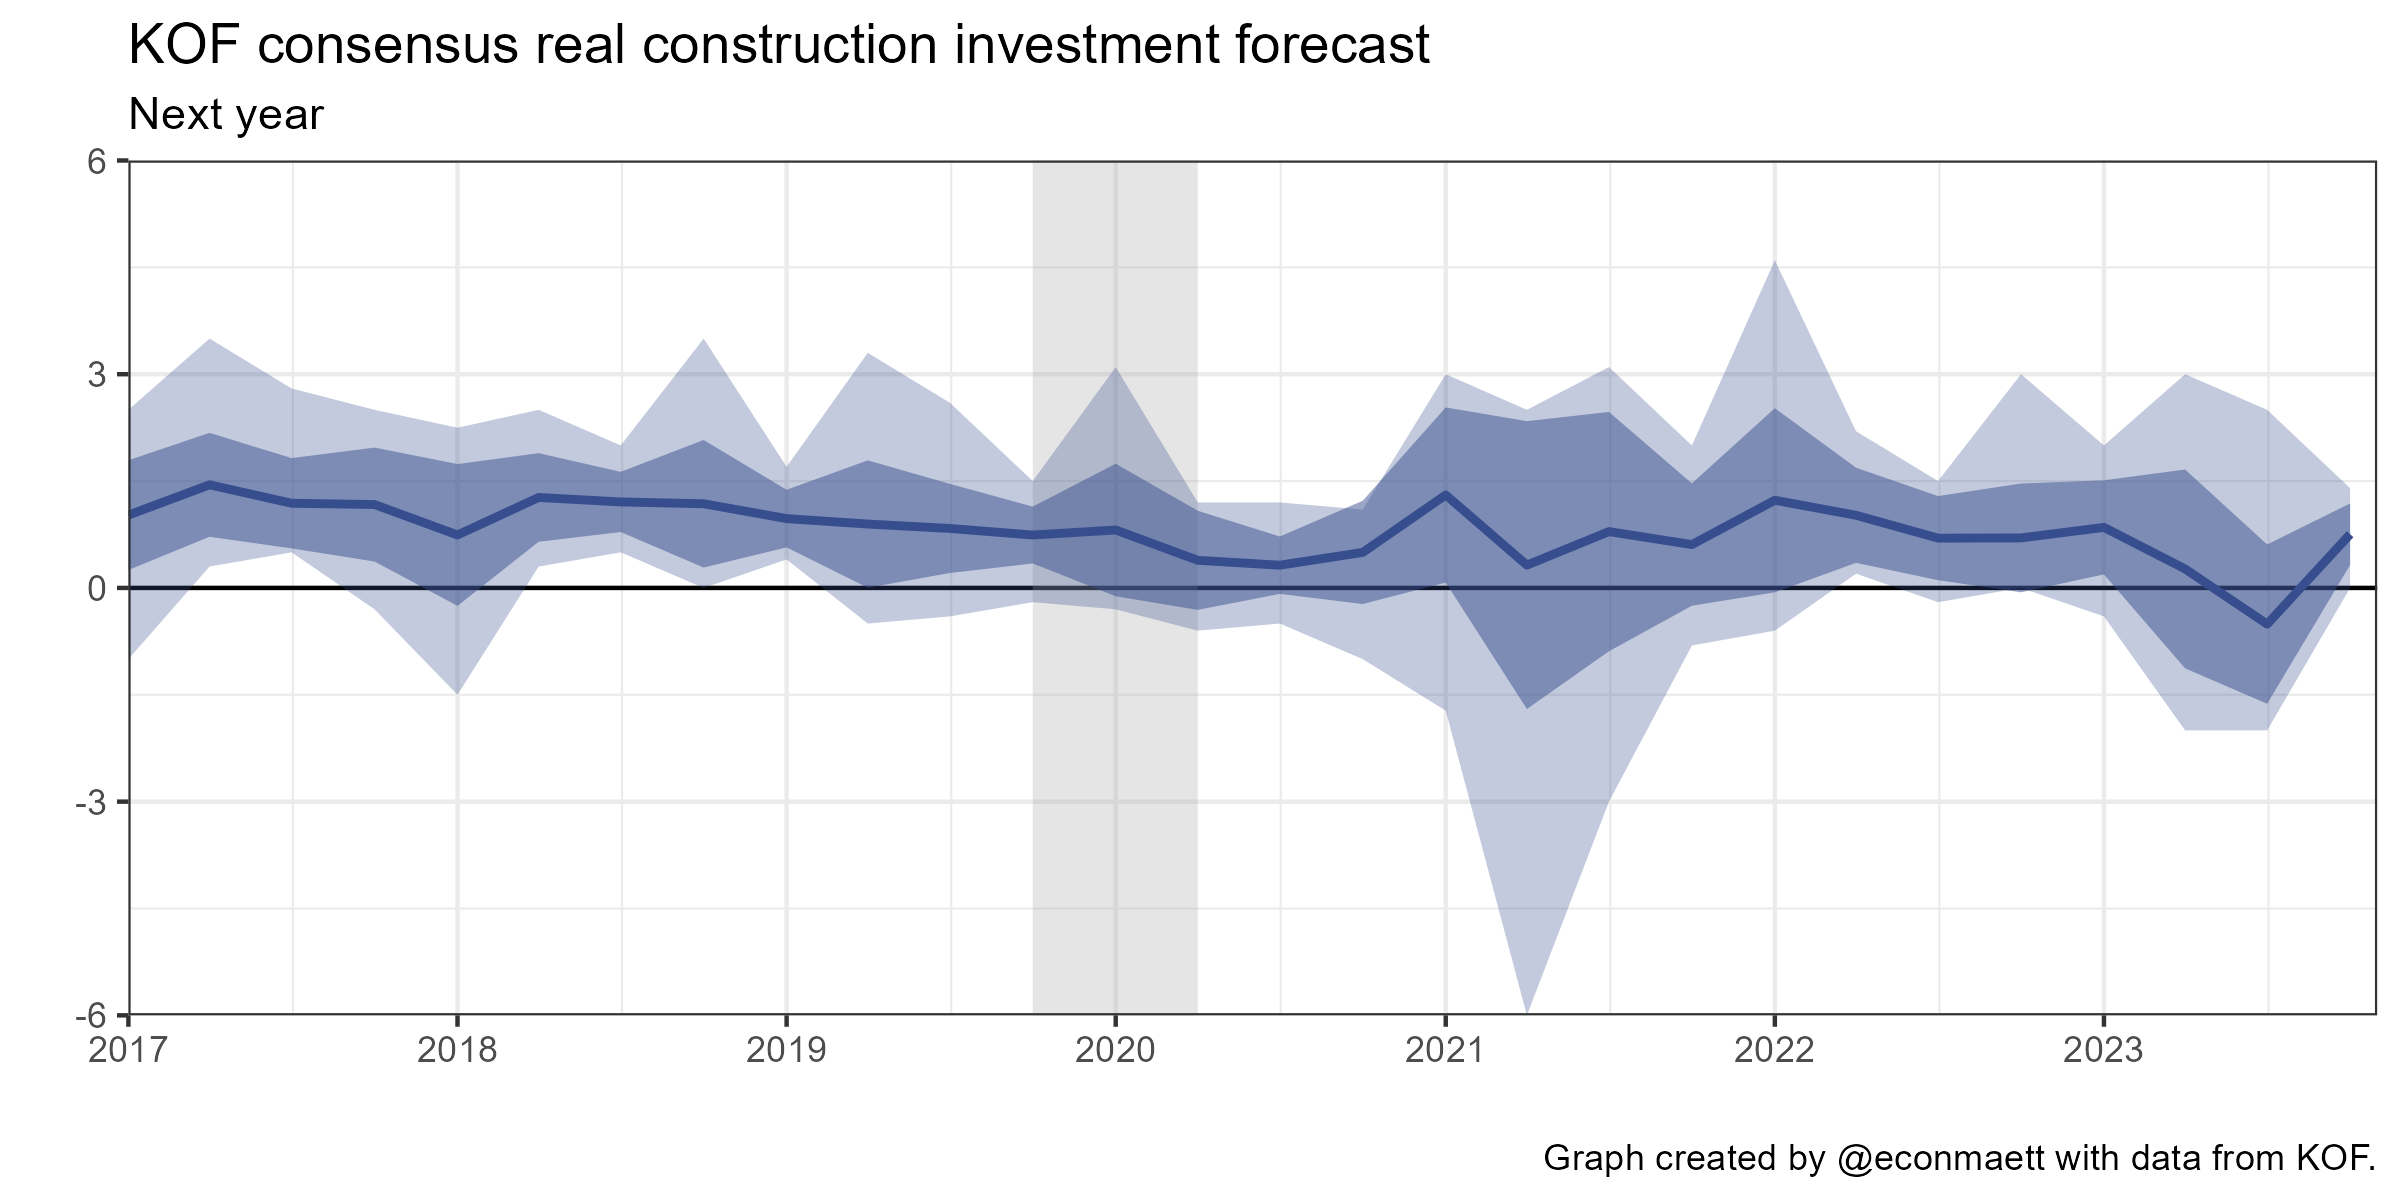 KOF consensus real construction investment forecast
Next year
6
3
0
-3
-6
2017 2018 2019 2020 2021 2022 2023
Graph created by @econmaett with data from KOF.